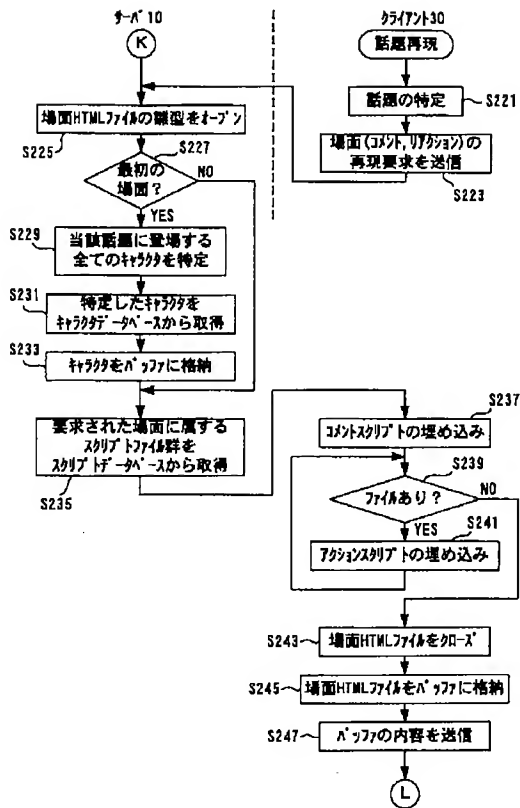 サーバ10
クライアント30
K
話題再現
話題の特定
S221
場面(コメント,リアクション)の
再現要求を送信
S223
場面HTMLファイルの雛型をオープン
S225
S227
最初の
場面?
NO
YES
S229
当該話題に登場する
全てのキャラクタを特定
S231
特定したキャラクタを
キャラクタデータベースから取得
S233
キャラクタをバッファに格納
要求された場面に属する
スクリプトファイル群を
スクリプトデータベースから取得
S235
S237
コメントスクリプトの埋め込み
S239
ファイルあり?
NO
YES
S241
アクションスクリプトの埋め込み
S243
場面HTMLファイルをクローズ
S245
場面HTMLファイルをバッファに格納
S247
バッファの内容を送信
L